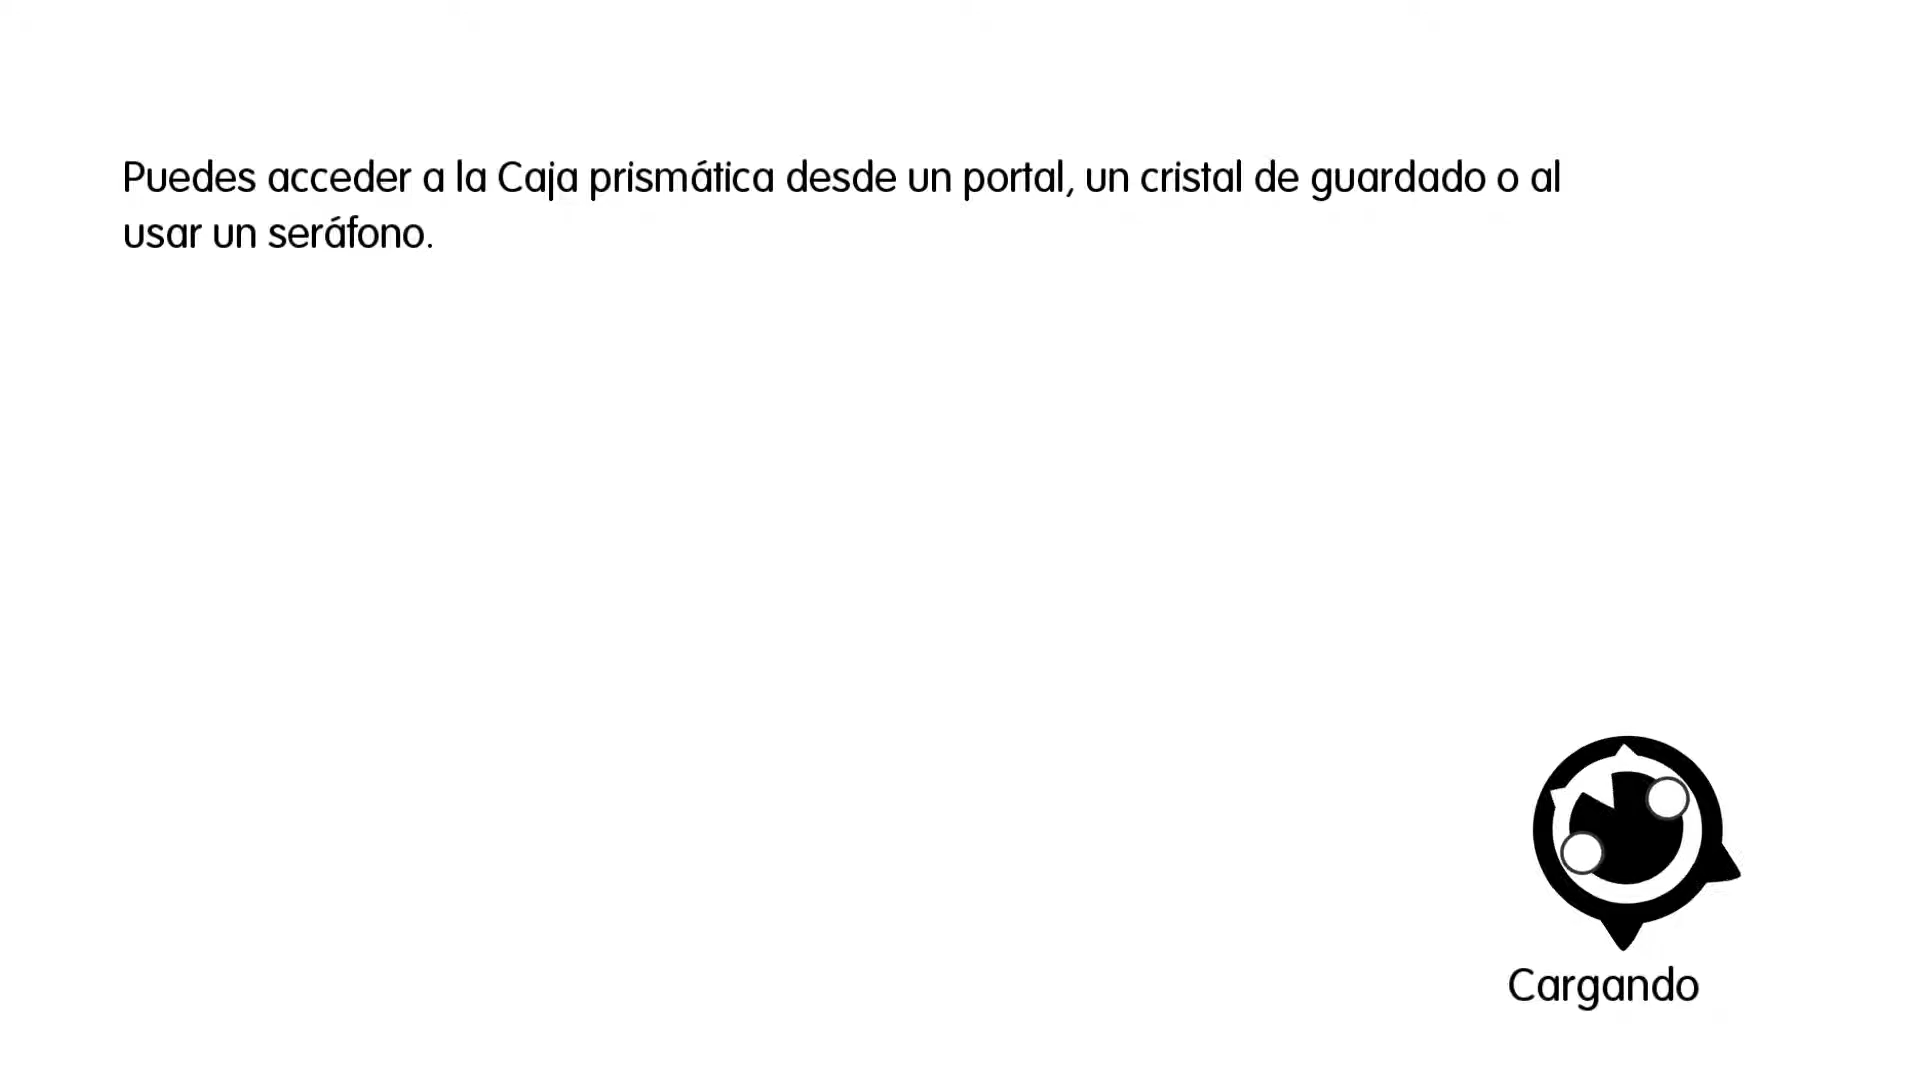 Puedes acceder a la Caja prismática desde un portal, un cristal de guardado o al
usar un seráfono.
Cargando